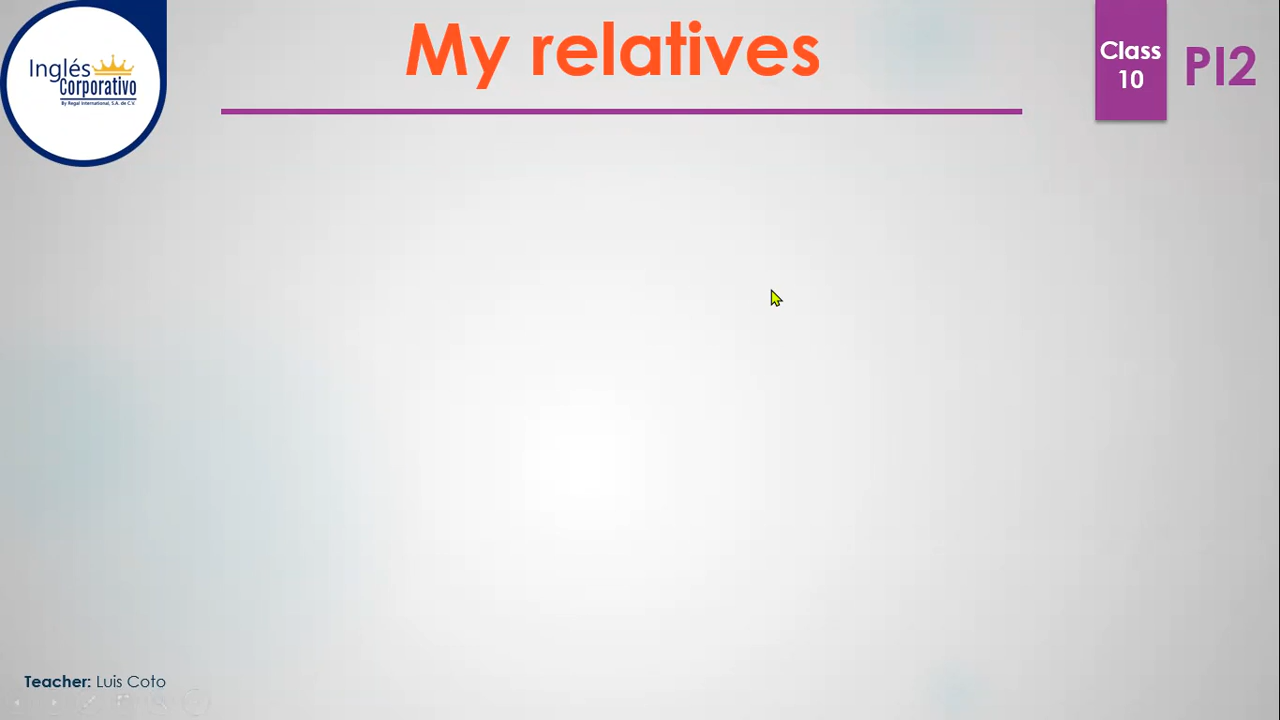 My relatives
Class
10
PI2
Inglés
Corporativo
By Regal International, S.A. de C.V.
Teacher: Luis Coto